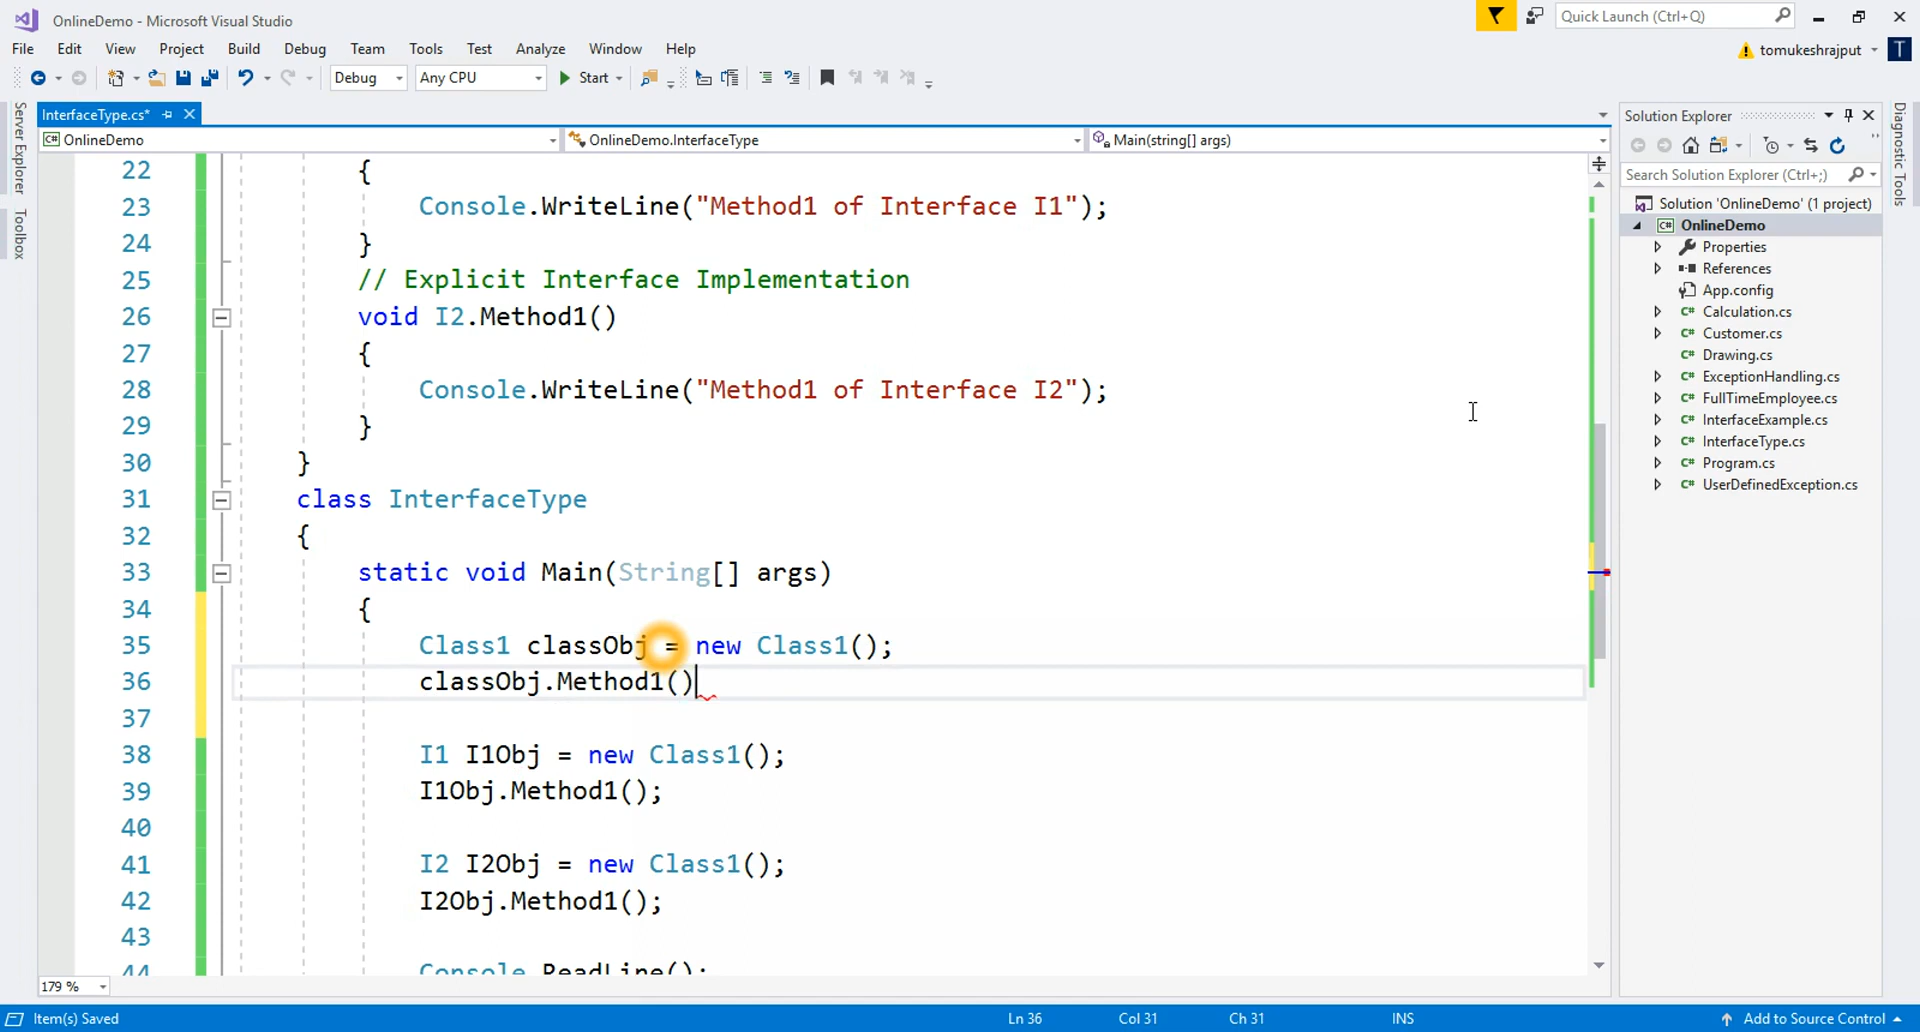 OnlineDemo - Microsoft Visual Studio
Quick Launch (Ctrl+Q)
File Edit View Project Build Debug Team Tools Test Analyze Window Help
tomukeshrajput T
Debug Any CPU Start
Server Explorer
Toolbox
InterfaceType.cs*
C# OnlineDemo
OnlineDemo.InterfaceType
Main(string[] args)
22 {
23 Console.WriteLine("Method1 of Interface I1");
24 }
25 // Explicit Interface Implementation
26 void I2.Method1()
27 {
28 Console.WriteLine("Method1 of Interface I2");
29 }
30 }
31 class InterfaceType
32 {
33 static void Main(String[] args)
34 {
35 Class1 classObj = new Class1();
36 classObj.Method1()
37
38 I1 I1Obj = new Class1();
39 I1Obj.Method1();
40
41 I2 I2Obj = new Class1();
42 I2Obj.Method1();
43
44 Console.ReadLine();
179 %
Solution Explorer
Search Solution Explorer (Ctrl+;)
Solution 'OnlineDemo' (1 project)
C# OnlineDemo
Properties
References
App.config
C# Calculation.cs
C# Customer.cs
C# Drawing.cs
C# ExceptionHandling.cs
C# FullTimeEmployee.cs
C# InterfaceExample.cs
C# InterfaceType.cs
C# Program.cs
C# UserDefinedException.cs
Diagnostic Tools
Item(s) Saved Ln 36 Col 31 Ch 31 INS Add to Source Control